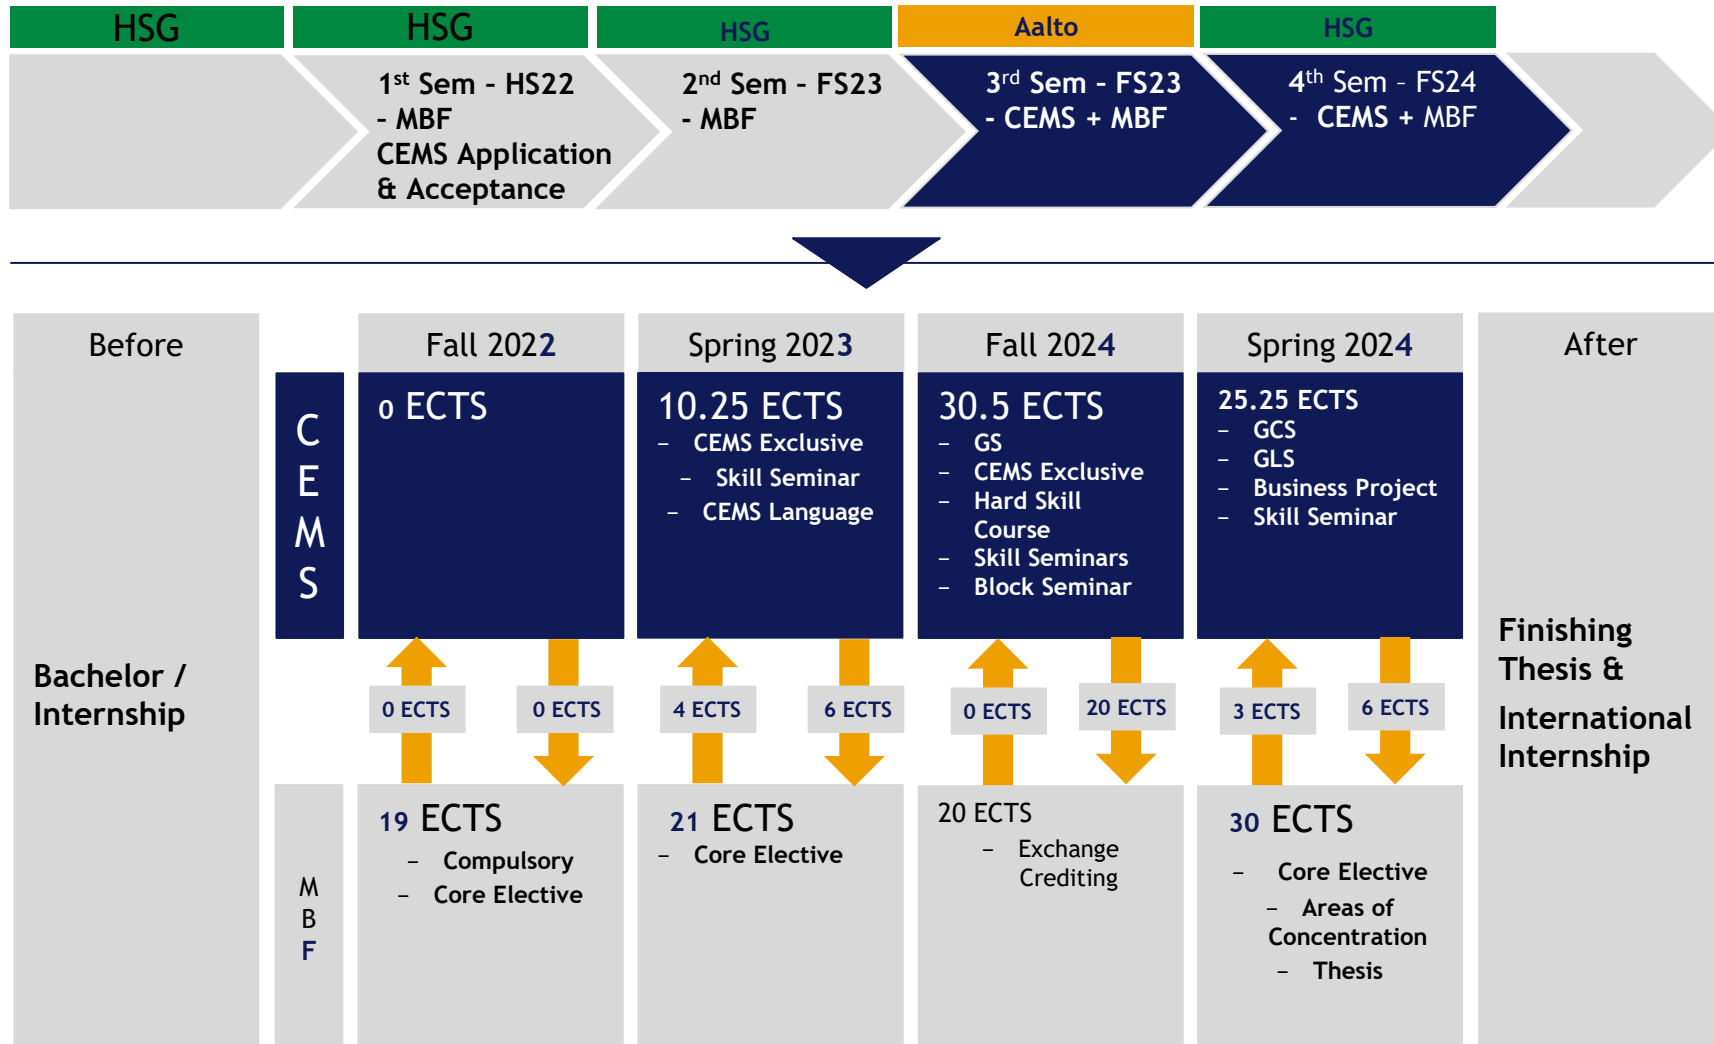 HSG
HSG
HSG
Aalto
HSG
1st Sem - HS22
- MBF
CEMS Application
& Acceptance
2nd Sem - FS23
- MBF
3rd Sem - FS23
- CEMS + MBF
4th Sem - FS24
- CEMS + MBF
Before
Bachelor /
Internship
CEMS
Fall 2022
0 ECTS
Spring 2023
10.25 ECTS
- CEMS Exclusive
- Skill Seminar
- CEMS Language
Fall 2024
30.5 ECTS
- GS
- CEMS Exclusive
- Hard Skill
Course
- Skill Seminars
- Block Seminar
Spring 2024
25.25 ECTS
- GCS
- GLS
- Business Project
- Skill Seminar
0 ECTS
0 ECTS
4 ECTS
6 ECTS
0 ECTS
20 ECTS
3 ECTS
6 ECTS
MBF
19 ECTS
- Compulsory
- Core Elective
21 ECTS
- Core Elective
20 ECTS
- Exchange
Crediting
30 ECTS
- Core Elective
- Areas of
Concentration
- Thesis
After
Finishing
Thesis &
International
Internship